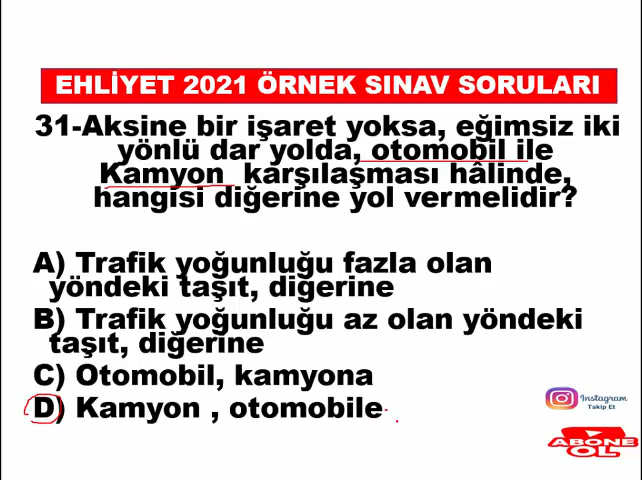 EHLİYET 2021 ÖRNEK SINAV SORULARI
31-Aksine bir işaret yoksa, eğimsiz iki
yönlü dar yolda, otomobil ile
Kamyon karşılaşması hâlinde,
hangisi diğerine yol vermelidir?
A) Trafik yoğunluğu fazla olan
yöndeki taşıt, diğerine
B) Trafik yoğunluğu az olan yöndeki
taşıt, diğerine
C) Otomobil, kamyona
D) Kamyon , otomobile
Instagram
Takip Et
ABONE
OL